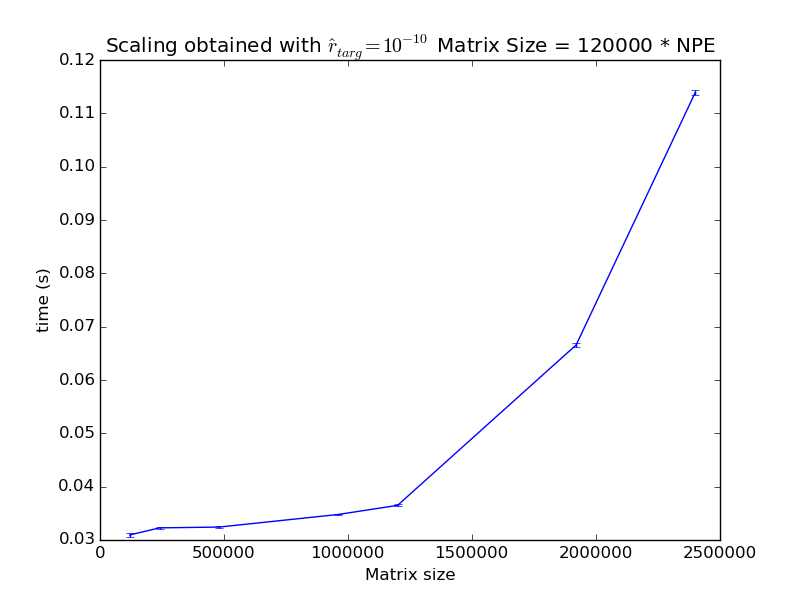 Scaling obtained with r̂_targ = 10^−10 Matrix Size = 120000 * NPE
0.12
0.11
0.10
0.09
0.08
0.07
0.06
0.05
0.04
0.03
time (s)
0 500000 1000000 1500000 2000000 2500000
Matrix size